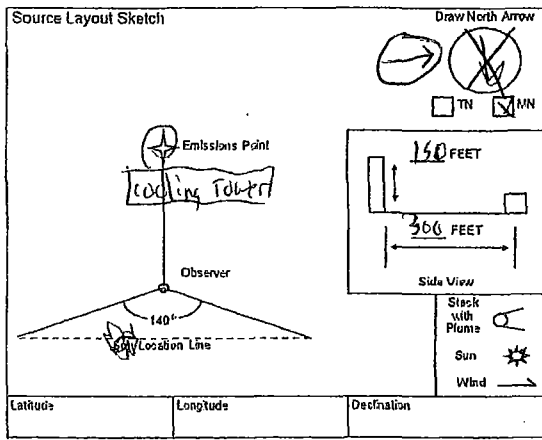 Source Layout Sketch
Draw North Arrow
TN
MN
Emissions Point
Cooling Tower
150 FEET
300 FEET
Side View
Observer
140°
Sun Location Line
Stack
with
Plume
Sun
Wind
Latitude
Longitude
Declination